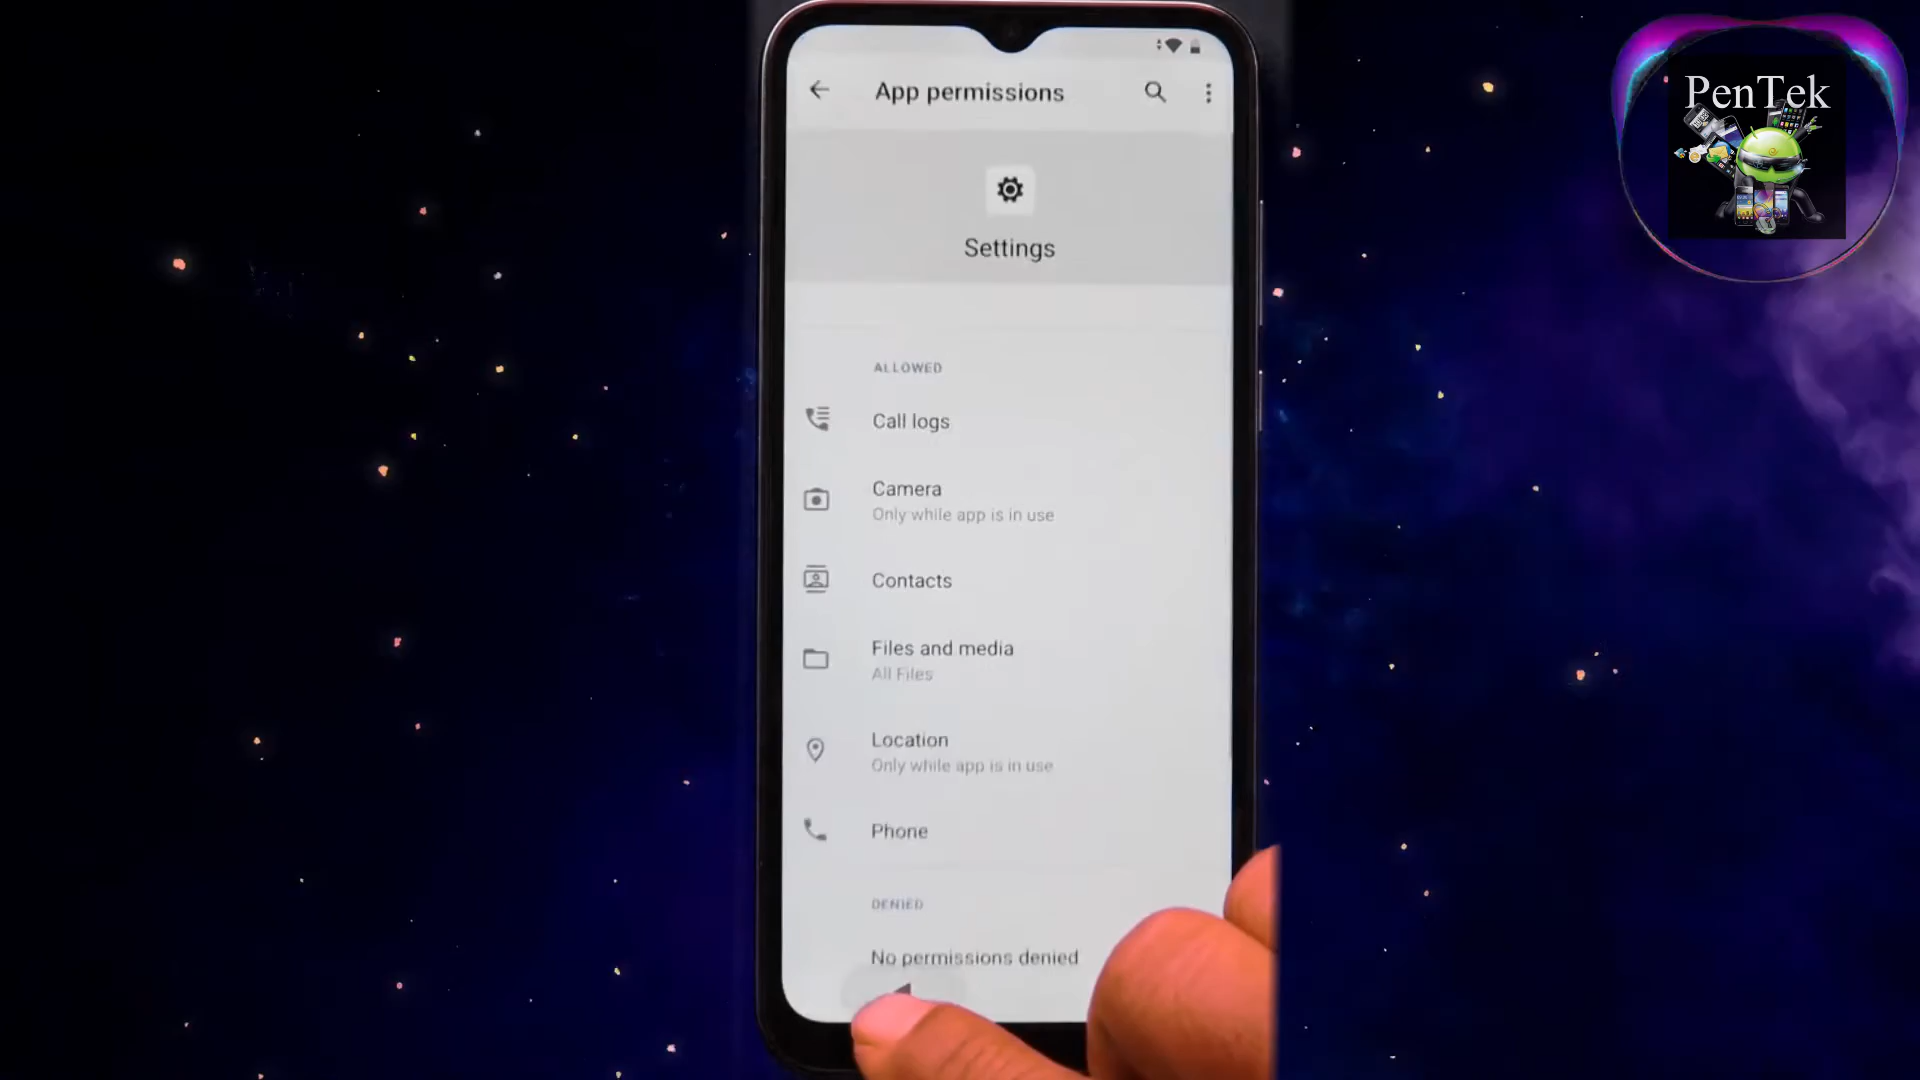 App permissions
PenTek
Settings
ALLOWED
Call logs
Camera
Only while app is in use
Contacts
Files and media
All Files
Location
Only while app is in use
Phone
DENIED
No permissions denied